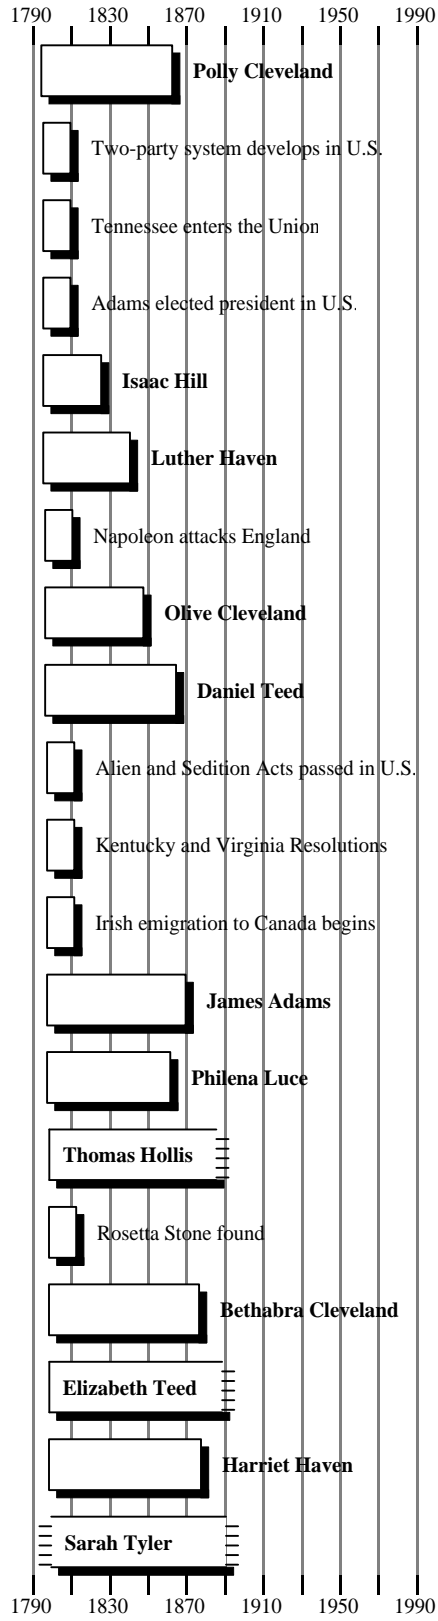 1790 1830 1870 1910 1950 1990
Polly Cleveland
Two-party system develops in U.S.
Tennessee enters the Union
Adams elected president in U.S.
Isaac Hill
Luther Haven
Napoleon attacks England
Olive Cleveland
Daniel Teed
Alien and Sedition Acts passed in U.S.
Kentucky and Virginia Resolutions
Irish emigration to Canada begins
James Adams
Philena Luce
Thomas Hollis
Rosetta Stone found
Bethabra Cleveland
Elizabeth Teed
Harriet Haven
Sarah Tyler
1790 1830 1870 1910 1950 1990